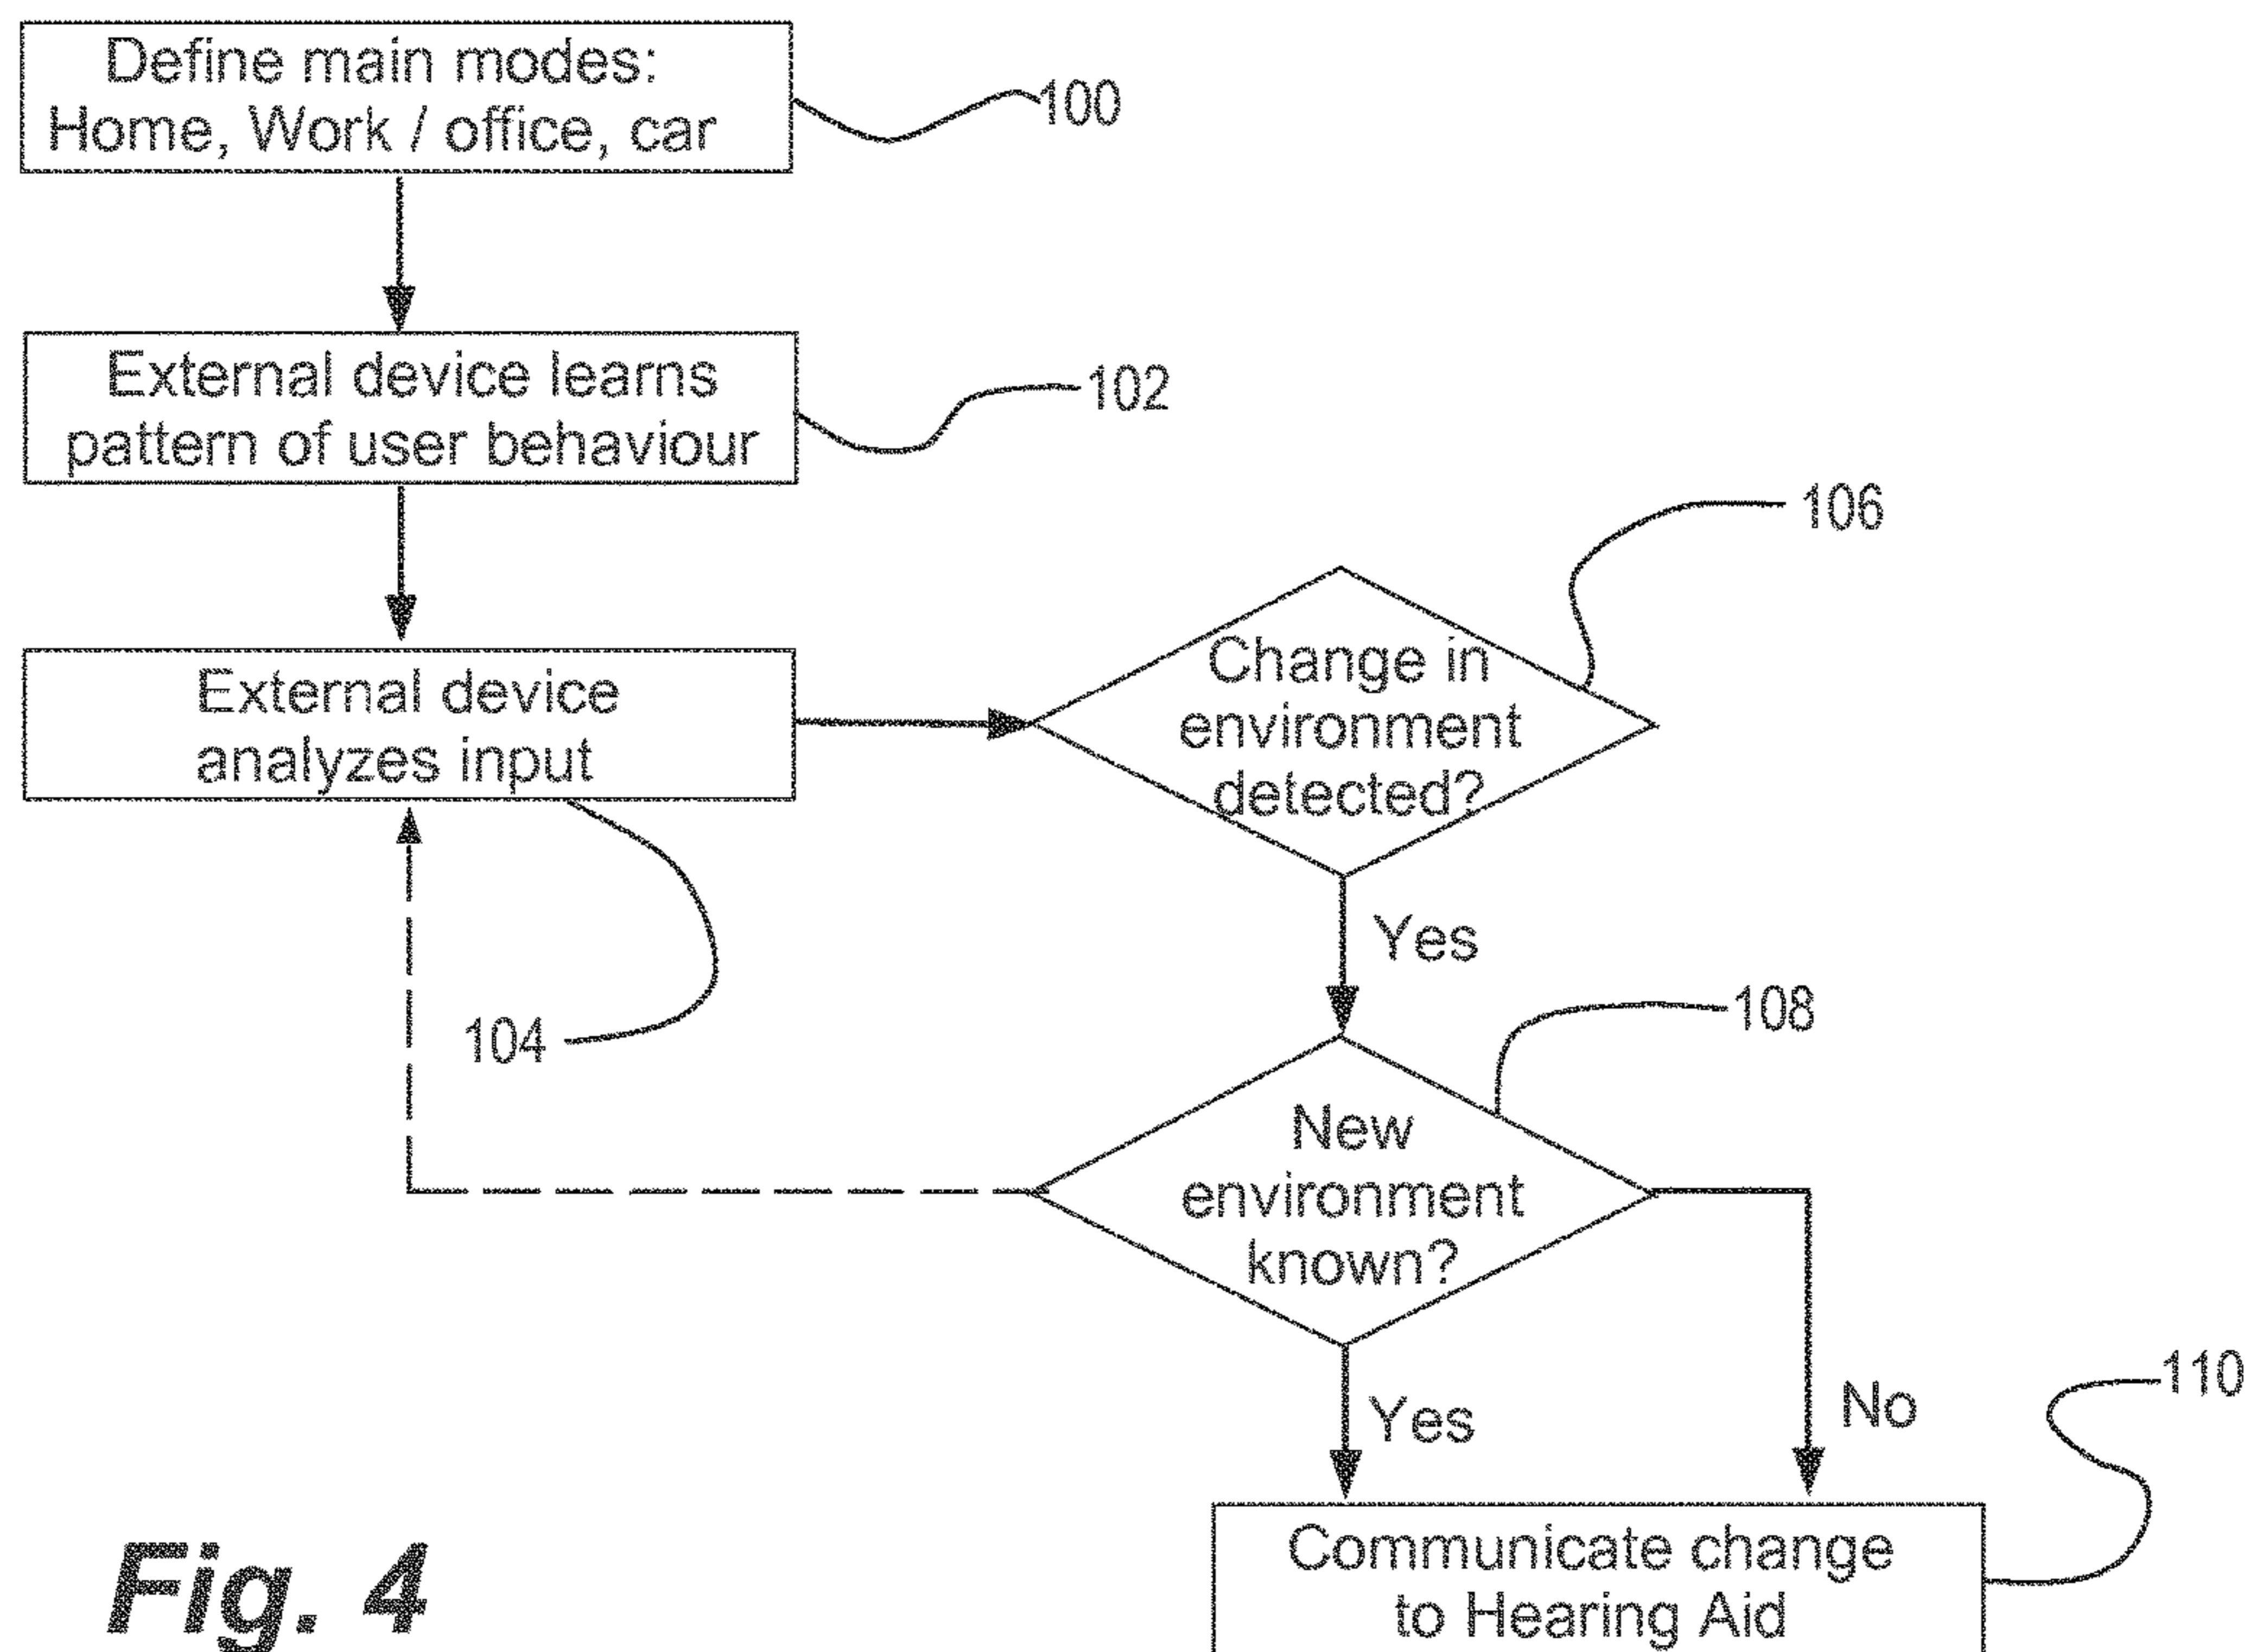 Define main modes:
Home, Work / office, car
100
External device learns
pattern of user behaviour
102
106
External device
analyzes input
Change in
environment
detected?
Yes
104
108
New
environment
known?
Yes
No
110
Communicate change
to Hearing Aid
Fig. 4